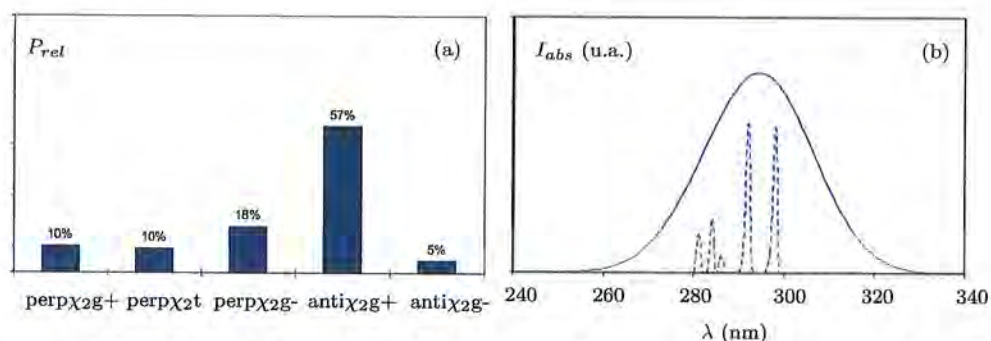 P_rel (a)
57%
18%
10% 10%
5%
perpχ₂g+ perpχ₂t perpχ₂g- antiχ₂g+ antiχ₂g-
I_abs (u.a.) (b)
240 260 280 300 320 340
λ (nm)